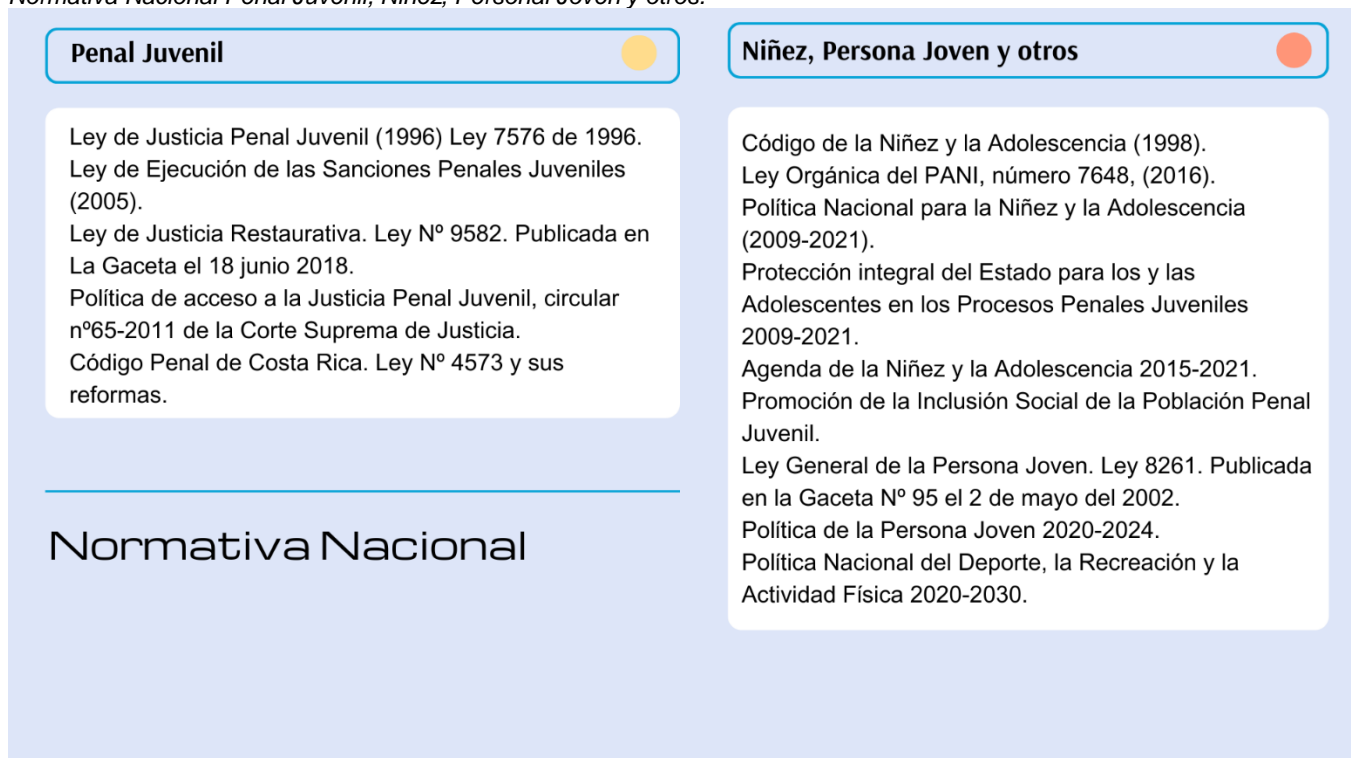 Normativa Nacional Penal Juvenil, Niñez, Personal Joven y otros.
Penal Juvenil
Ley de Justicia Penal Juvenil (1996) Ley 7576 de 1996.
Ley de Ejecución de las Sanciones Penales Juveniles
(2005).
Ley de Justicia Restaurativa. Ley Nº 9582. Publicada en
La Gaceta el 18 junio 2018.
Política de acceso a la Justicia Penal Juvenil, circular
nº65-2011 de la Corte Suprema de Justicia.
Código Penal de Costa Rica. Ley Nº 4573 y sus
reformas.
Normativa Nacional
Niñez, Persona Joven y otros
Código de la Niñez y la Adolescencia (1998).
Ley Orgánica del PANI, número 7648, (2016).
Política Nacional para la Niñez y la Adolescencia
(2009-2021).
Protección integral del Estado para los y las
Adolescentes en los Procesos Penales Juveniles
2009-2021.
Agenda de la Niñez y la Adolescencia 2015-2021.
Promoción de la Inclusión Social de la Población Penal
Juvenil.
Ley General de la Persona Joven. Ley 8261. Publicada
en la Gaceta Nº 95 el 2 de mayo del 2002.
Política de la Persona Joven 2020-2024.
Política Nacional del Deporte, la Recreación y la
Actividad Física 2020-2030.